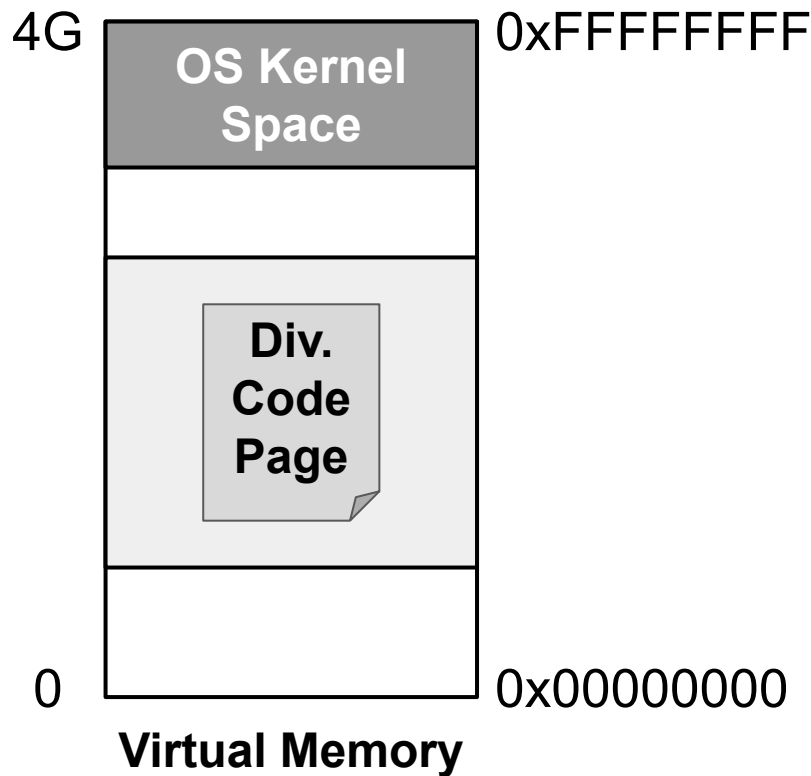 4G
0xFFFFFFFF
OS Kernel
Space
Div.
Code
Page
0
0x00000000
Virtual Memory